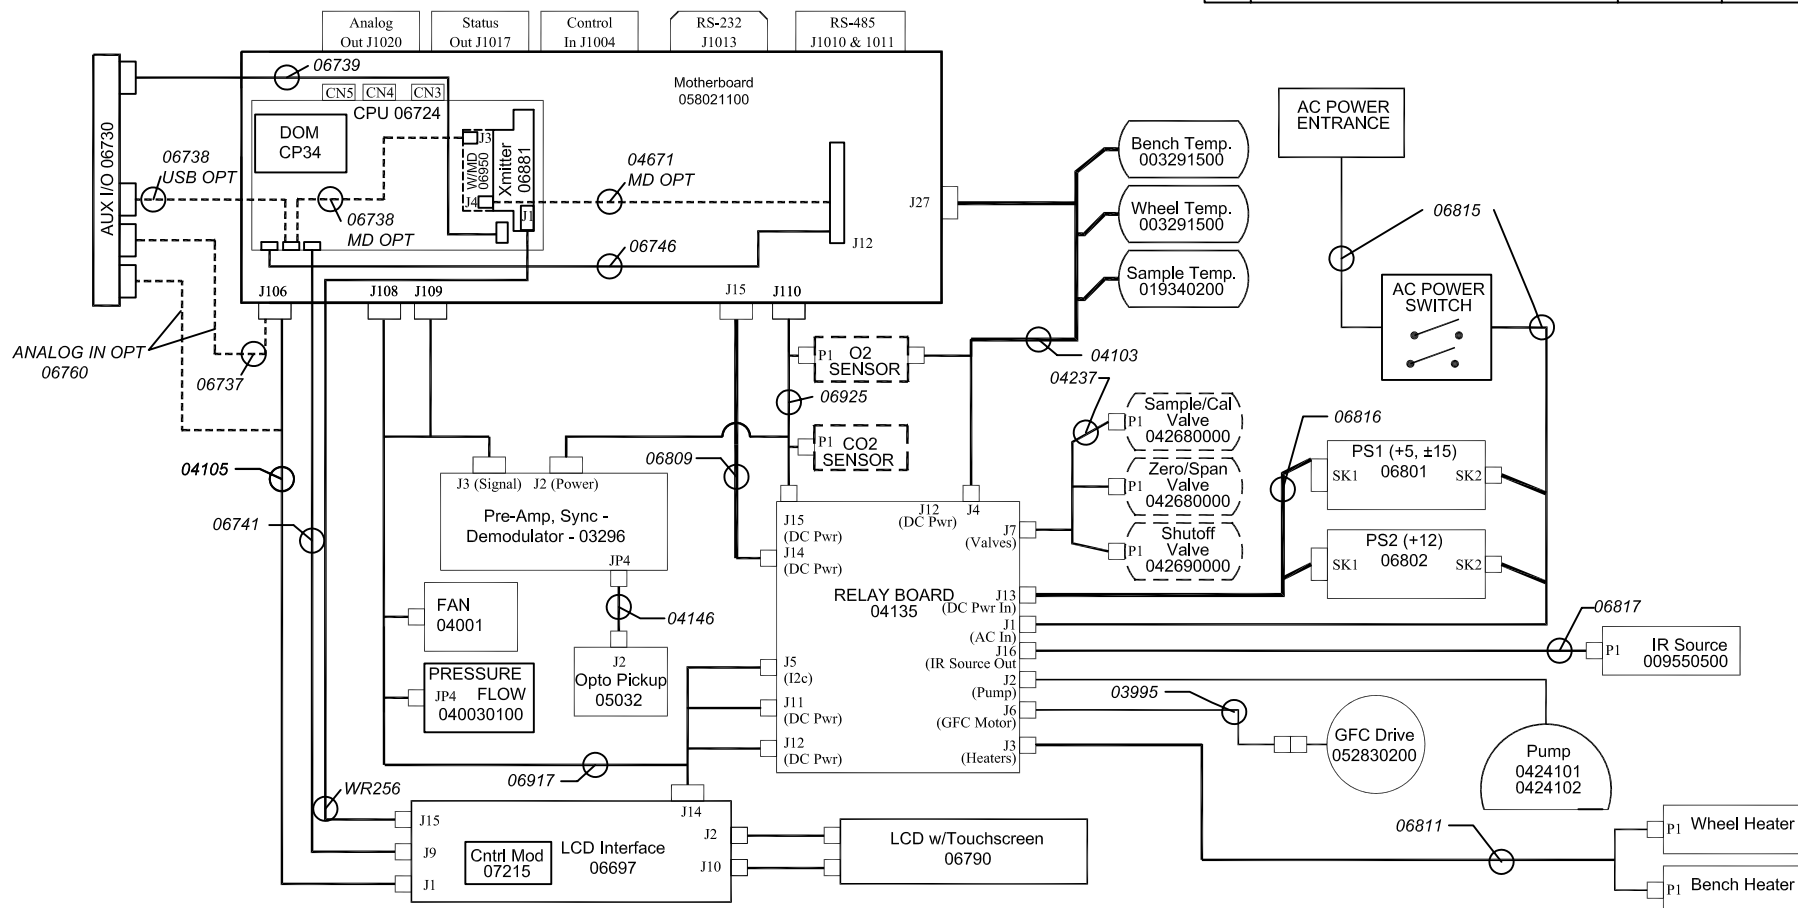 Analog
Out J1020
Status
Out J1017
Control
In J1004
RS-232
J1013
RS-485
J1010 & 1011
06739
Motherboard
058021100
CN5
CN4
CN3
CPU 06724
DOM
CP34
AUX I/O 06730
06738
USB OPT
06738
MD OPT
J3
W/MD
06950
Xmitter
06881
J4
J1
04671
MD OPT
06746
J12
J27
Bench Temp.
003291500
Wheel Temp.
003291500
Sample Temp.
019340200
AC POWER
ENTRANCE
06815
AC POWER
SWITCH
J106
J108
J109
J15
J110
ANALOG IN OPT
06760
06737
P1
O2
SENSOR
04103
06925
P1
CO2
SENSOR
04237
Sample/Cal
Valve
042680000
P1
Zero/Span
Valve
042680000
P1
Shutoff
Valve
042690000
P1
06816
PS1 (+5, ±15)
06801
SK1
SK2
PS2 (+12)
06802
SK1
SK2
04105
06741
06809
J3 (Signal)
J2 (Power)
Pre-Amp, Sync -
Demodulator - 03296
JP4
04146
J2
Opto Pickup
05032
FAN
04001
PRESSURE
JP4
FLOW
040030100
J15
(DC Pwr)
J14
(DC Pwr)
J12
(DC Pwr)
J4
J7
(Valves)
RELAY BOARD
04135
J13
(DC Pwr In)
J1
(AC In)
J16
(IR Source Out
J2
(Pump)
J6
(GFC Motor)
J3
(Heaters)
J5
(I2c)
J11
(DC Pwr)
J12
(DC Pwr)
06817
P1
IR Source
009550500
03995
GFC Drive
052830200
Pump
0424101
0424102
06917
WR256
J14
J15
J9
J1
Cntrl Mod
07215
LCD Interface
06697
J2
J10
LCD w/Touchscreen
06790
06811
P1
Wheel Heater
P1
Bench Heater